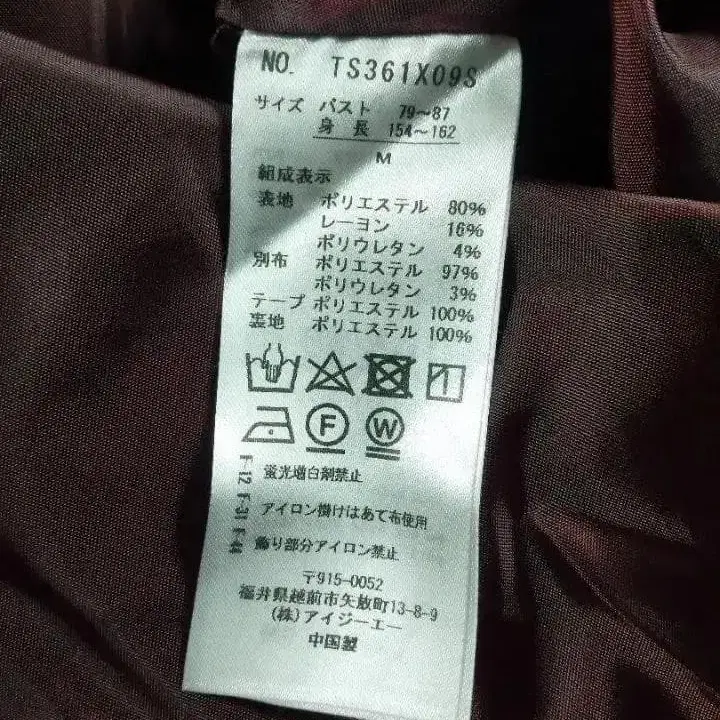 NO. TS361X09S
サイズ バスト 79~87
身長 154~162
M
組成表示
表地 ポリエステル 80%
レーヨン 16%
ポリウレタン 4%
別布 ポリエステル 97%
ポリウレタン 3%
テープ ポリエステル 100%
裏地 ポリエステル 100%
F W
F-12 F-31 F-44
蛍光増白剤禁止
アイロン掛けはあて布使用
飾り部分アイロン禁止
〒915-0052
福井県越前市矢放町13-8-9
(株)アイジーエー
中国製